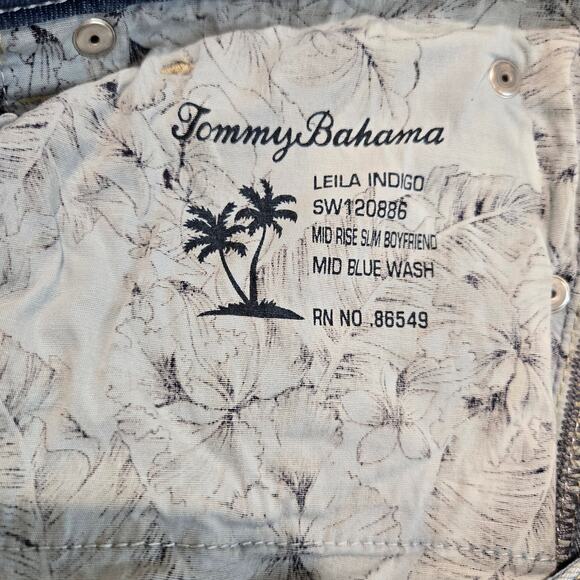 Tommy Bahama
LEILA INDIGO
SW120886
MID RISE SLIM BOYFRIEND
MID BLUE WASH
RN NO .86549